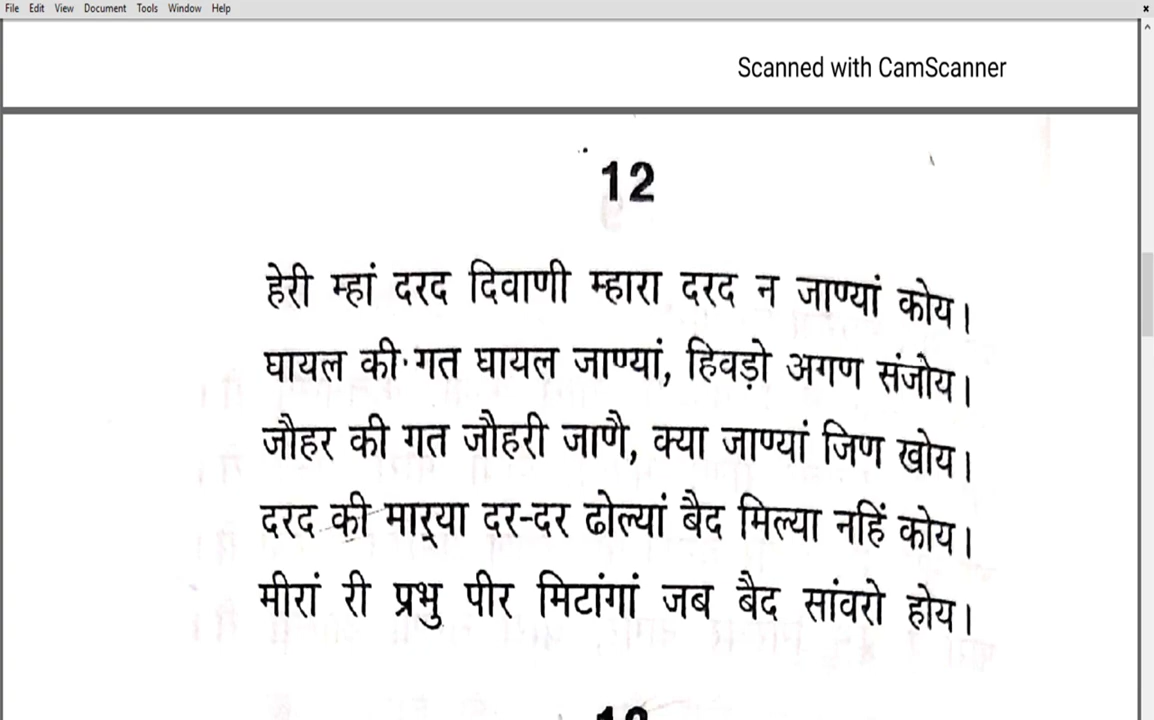 File Edit View Document Tools Window Help
Scanned with CamScanner
12
हेरी म्हां दरद दिवाणी म्हारा दरद न जाण्यां कोय।
घायल की गत घायल जाण्यां, हिवड़ो अगण संजोय।
जौहर की गत जौहरी जाणै, क्या जाण्यां जिण खोय।
दरद की मार्‌या दर-दर ढोल्यां बैद मिल्या नहिं कोय।
मीरां री प्रभु पीर मिटांगां जब बैद सांवरो होय।